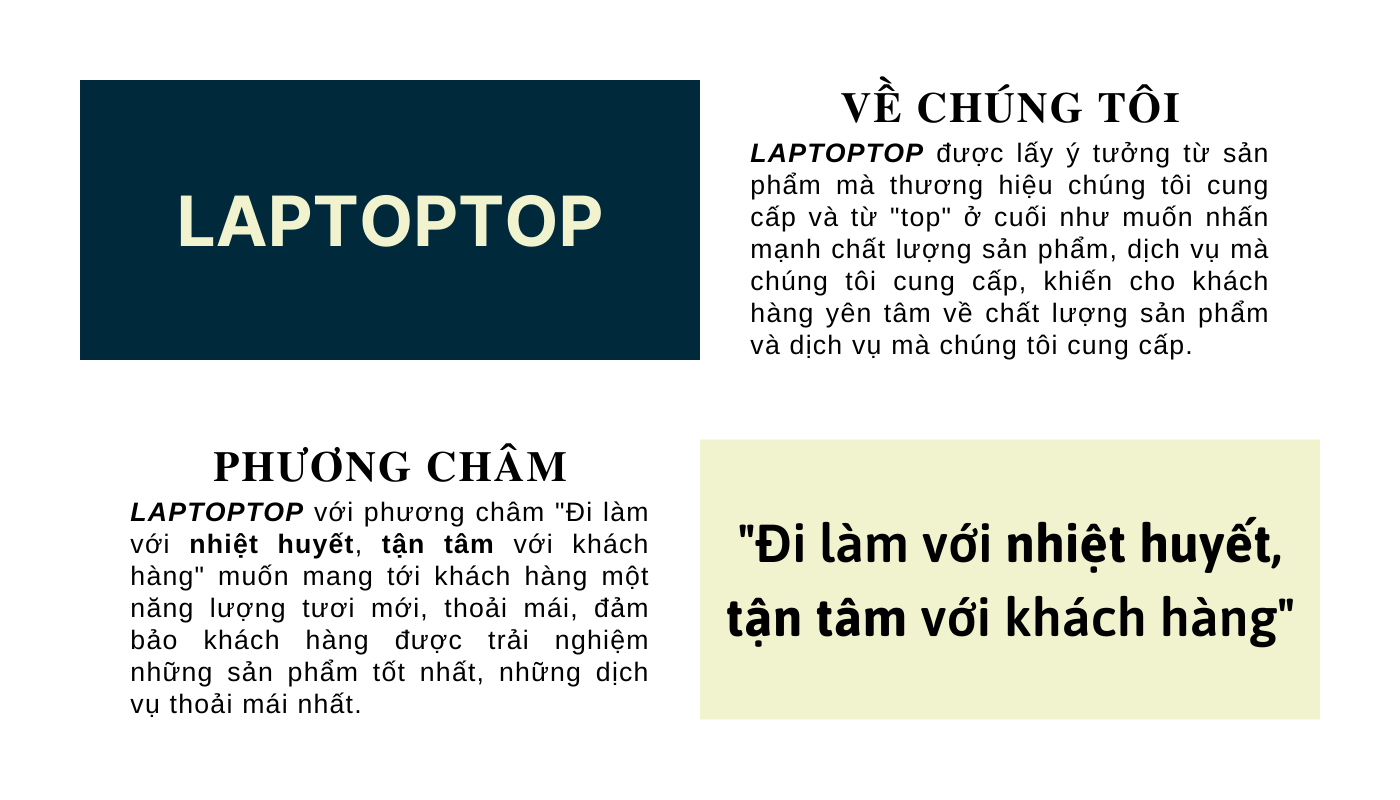 LAPTOPTOP
VỀ CHÚNG TÔI
LAPTOPTOP được lấy ý tưởng từ sản
phẩm mà thương hiệu chúng tôi cung
cấp và từ "top" ở cuối như muốn nhấn
mạnh chất lượng sản phẩm, dịch vụ mà
chúng tôi cung cấp, khiến cho khách
hàng yên tâm về chất lượng sản phẩm
và dịch vụ mà chúng tôi cung cấp.
PHƯƠNG CHÂM
LAPTOPTOP với phương châm "Đi làm
với nhiệt huyết, tận tâm với khách
hàng" muốn mang tới khách hàng một
năng lượng tươi mới, thoải mái, đảm
bảo khách hàng được trải nghiệm
những sản phẩm tốt nhất, những dịch
vụ thoải mái nhất.
"Đi làm với nhiệt huyết,
tận tâm với khách hàng"